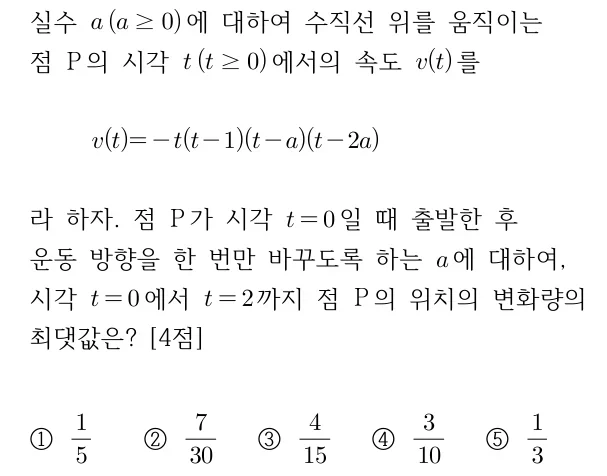 실수 a(a≥0)에 대하여 수직선 위를 움직이는
점 P의 시각 t(t≥0)에서의 속도 v(t)를
v(t)=−t(t−1)(t−a)(t−2a)
라 하자. 점 P가 시각 t=0일 때 출발한 후
운동 방향을 한 번만 바꾸도록 하는 a에 대하여,
시각 t=0에서 t=2까지 점 P의 위치의 변화량의
최댓값은? [4점]
① 1/5 ② 7/30 ③ 4/15 ④ 3/10 ⑤ 1/3